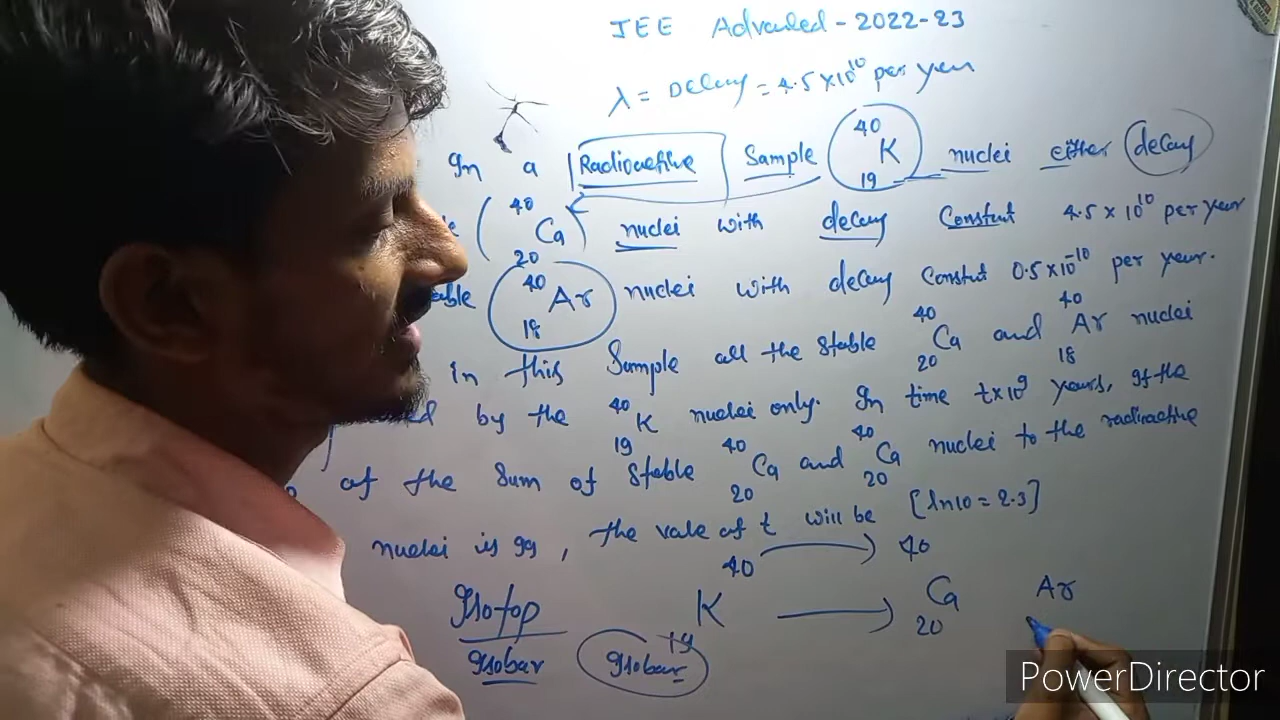 JEE Advanced - 2022-23
λ = Decay = 4.5×10^10 per year
In a Radioactive Sample 40 K 19 nuclei either decay
40 Ca 20 nuclei with decay Constant 4.5×10^10 per year
40 Ar 18 nuclei with decay constant 0.5×10^-10 per year.
in this Sample all the stable 40 Ca 20 and 40 Ar 18 nuclei
by the 40 K 19 nuclei only. In time t×10^9 years, if the
of the Sum of stable 40 Ca 20 and 40 Ca 20 nuclei to the radioactive
nuclei is 99, the value of t will be [ln10 = 2.3]
40 K 19 → 40 Ca 20 Ar
Isotop
Isobar Isobar
PowerDirector